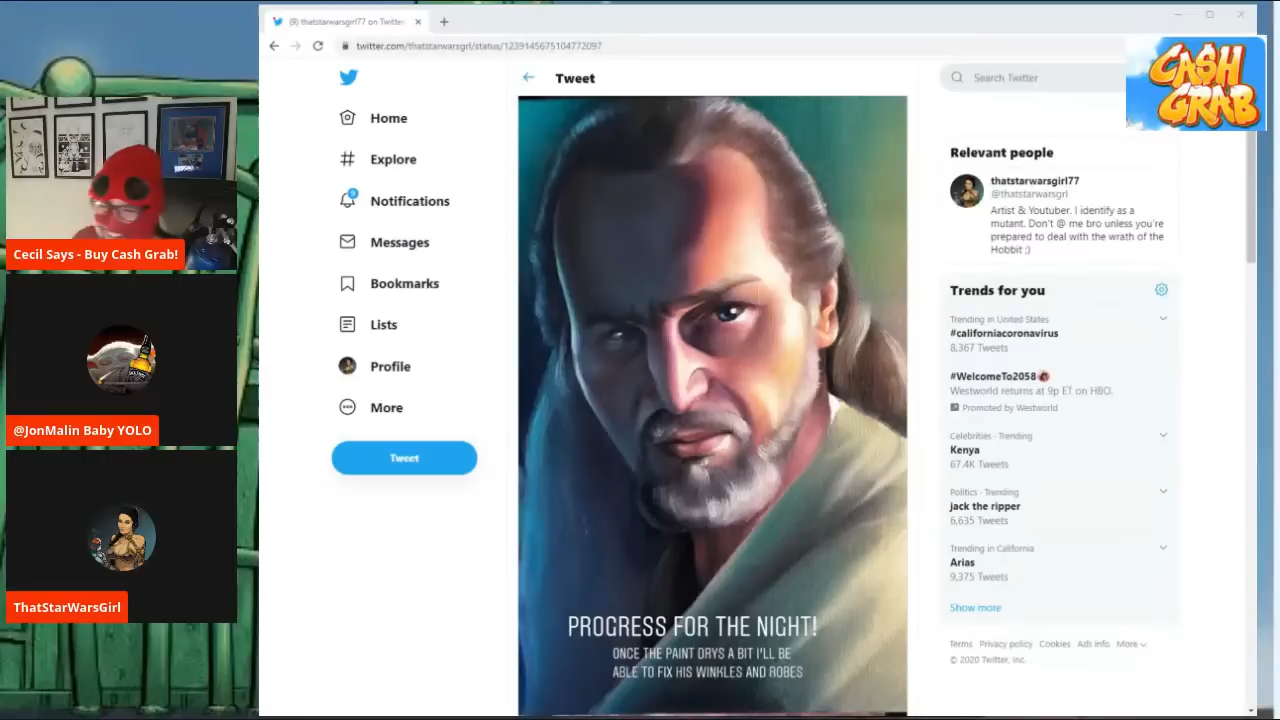 (9) thatstarwarsgirl77 on Twitter
twitter.com/thatstarwarsgrl/status/1239145675104772097
CASH
GRAB
Tweet
Search Twitter
Home
Explore
9
Notifications
Messages
Bookmarks
Lists
Profile
More
Tweet
Cecil Says - Buy Cash Grab!
@JonMalin Baby YOLO
ThatStarWarsGirl
PROGRESS FOR THE NIGHT!
ONCE THE PAINT DRYS A BIT I'LL BE
ABLE TO FIX HIS WINKLES AND ROBES
Relevant people
thatstarwarsgirl77
@thatstarwarsgrl
Artist & Youtuber. I identify as a
mutant. Don't @ me bro unless you're
prepared to deal with the wrath of the
Hobbit ;)
Trends for you
Trending in United States
#californiacoronavirus
8,367 Tweets
#WelcomeTo2058
Westworld returns at 9p ET on HBO.
Promoted by Westworld
Celebrities · Trending
Kenya
67.4K Tweets
Politics · Trending
jack the ripper
6,635 Tweets
Trending in California
Arias
9,375 Tweets
Show more
Terms Privacy policy Cookies Ads info More
© 2020 Twitter, Inc.